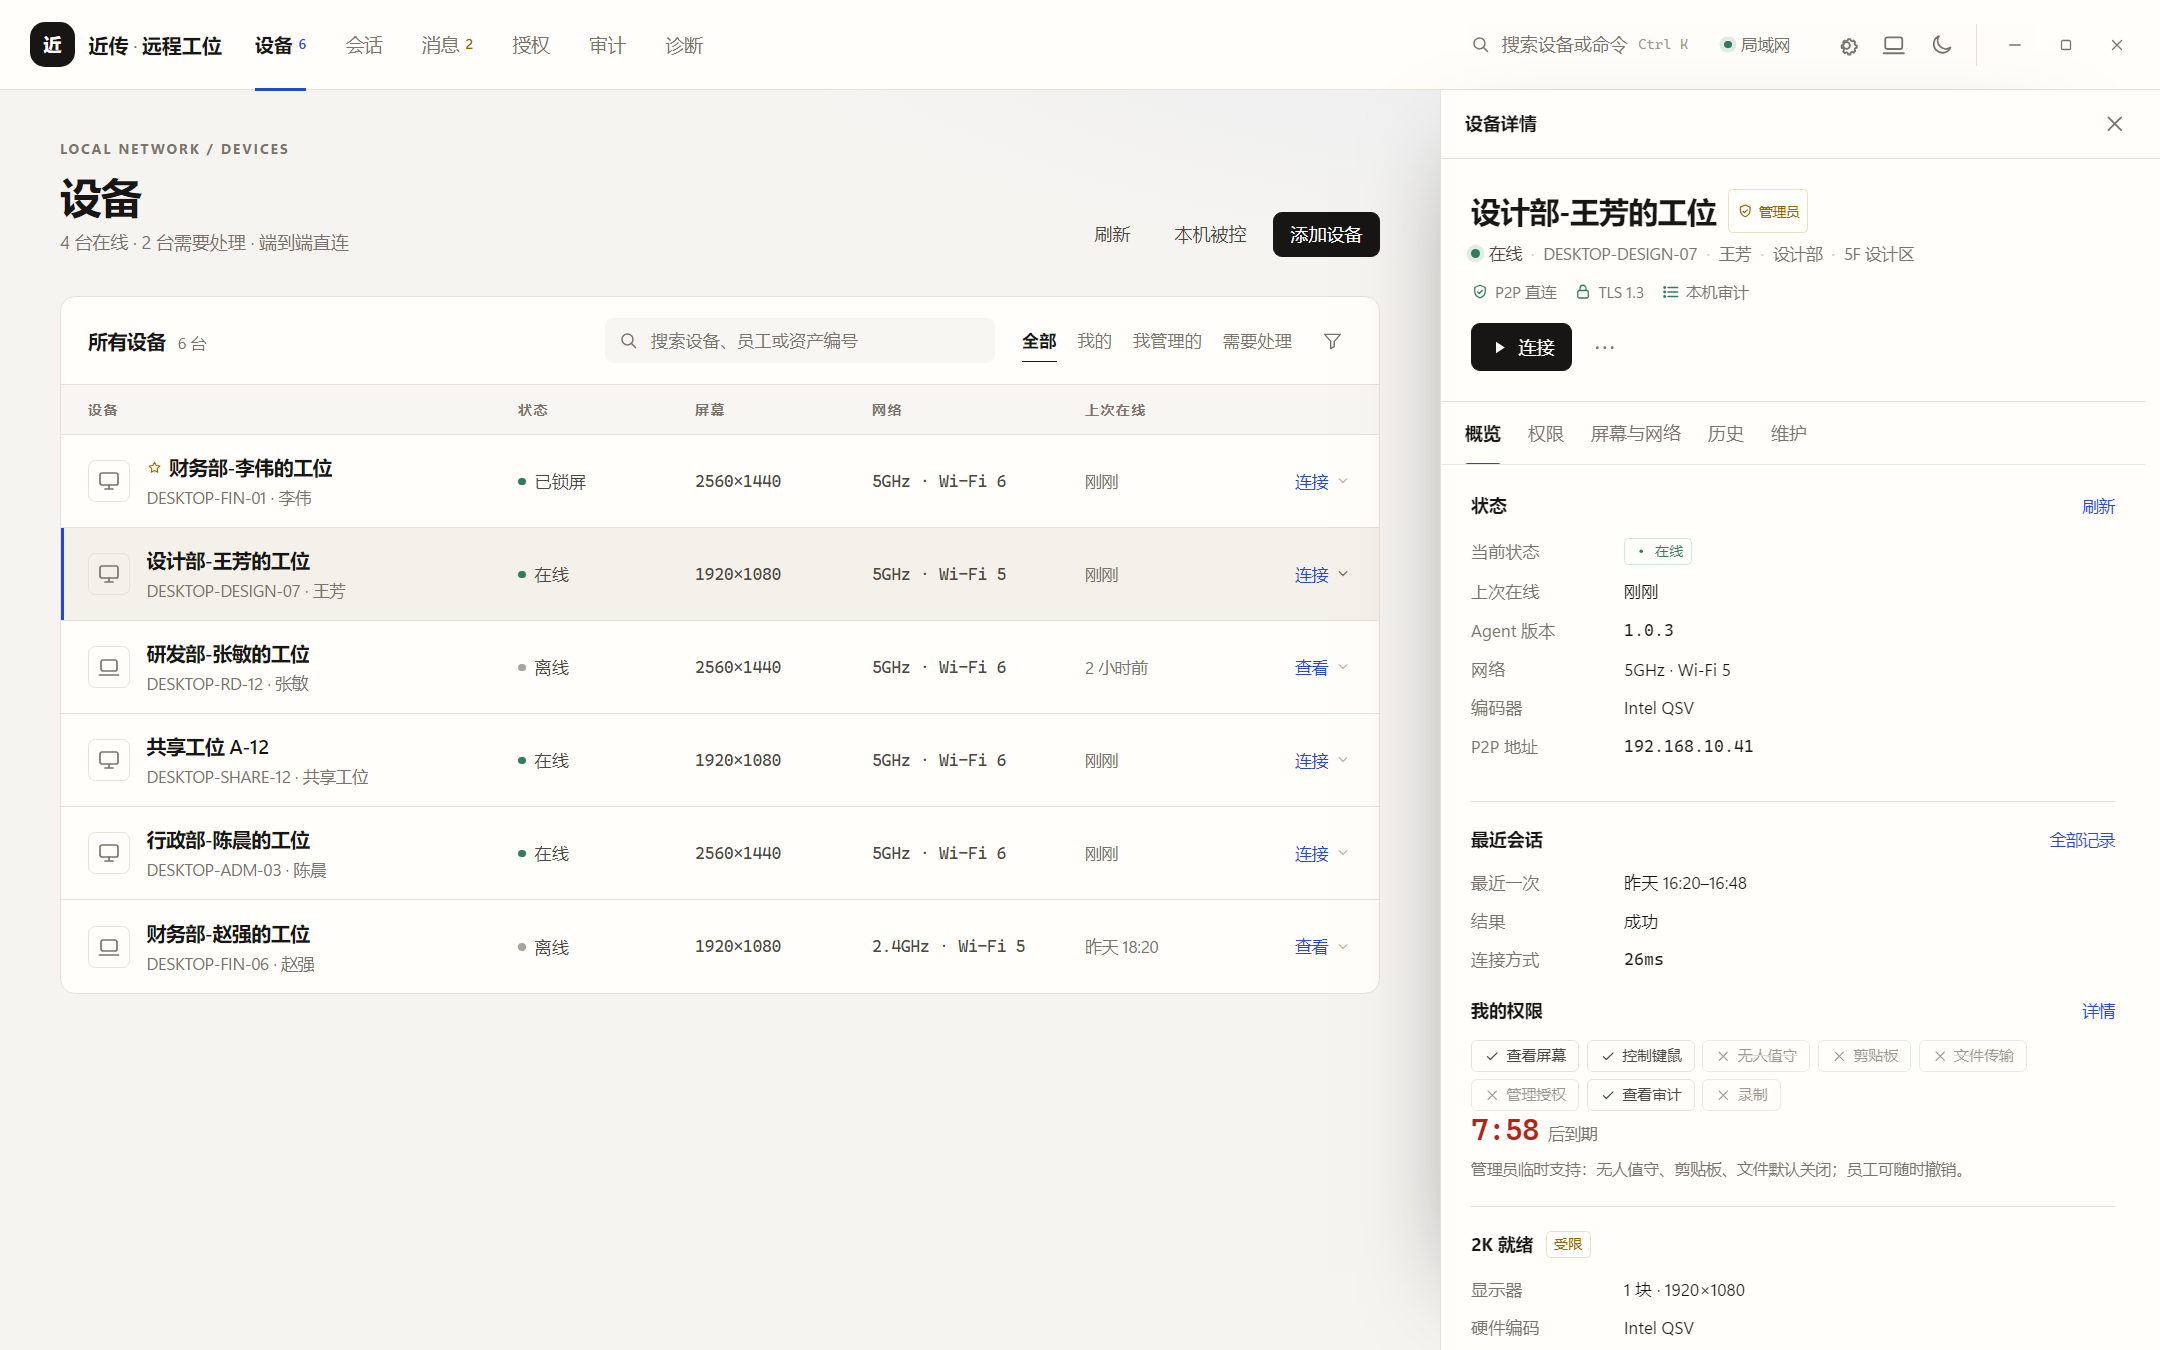 近 近传 · 远程工位 设备 6 会话 消息 2 授权 审计 诊断 搜索设备或命令 Ctrl K 局域网
LOCAL NETWORK / DEVICES
设备
4 台在线 · 2 台需要处理 · 端到端直连
刷新 本机被控 添加设备
所有设备 6 台 搜索设备、员工或资产编号 全部 我的 我管理的 需要处理
设备 状态 屏幕 网络 上次在线
财务部-李伟的工位
DESKTOP-FIN-01 · 李伟
已锁屏 2560×1440 5GHz · Wi-Fi 6 刚刚 连接
设计部-王芳的工位
DESKTOP-DESIGN-07 · 王芳
在线 1920×1080 5GHz · Wi-Fi 5 刚刚 连接
研发部-张敏的工位
DESKTOP-RD-12 · 张敏
离线 2560×1440 5GHz · Wi-Fi 6 2 小时前 查看
共享工位 A-12
DESKTOP-SHARE-12 · 共享工位
在线 1920×1080 5GHz · Wi-Fi 6 刚刚 连接
行政部-陈晨的工位
DESKTOP-ADM-03 · 陈晨
在线 2560×1440 5GHz · Wi-Fi 6 刚刚 连接
财务部-赵强的工位
DESKTOP-FIN-06 · 赵强
离线 1920×1080 2.4GHz · Wi-Fi 5 昨天 18:20 查看
设备详情
设计部-王芳的工位 管理员
在线 · DESKTOP-DESIGN-07 · 王芳 · 设计部 · 5F 设计区
P2P 直连 TLS 1.3 本机审计
连接 ···
概览 权限 屏幕与网络 历史 维护
状态 刷新
当前状态 在线
上次在线 刚刚
Agent 版本 1.0.3
网络 5GHz · Wi-Fi 5
编码器 Intel QSV
P2P 地址 192.168.10.41
最近会话 全部记录
最近一次 昨天 16:20–16:48
结果 成功
连接方式 26ms
我的权限 详情
查看屏幕 控制键鼠 无人值守 剪贴板 文件传输
管理授权 查看审计 录制
7:58 后到期
管理员临时支持：无人值守、剪贴板、文件默认关闭；员工可随时撤销。
2K 就绪 受限
显示器 1 块 · 1920×1080
硬件编码 Intel QSV